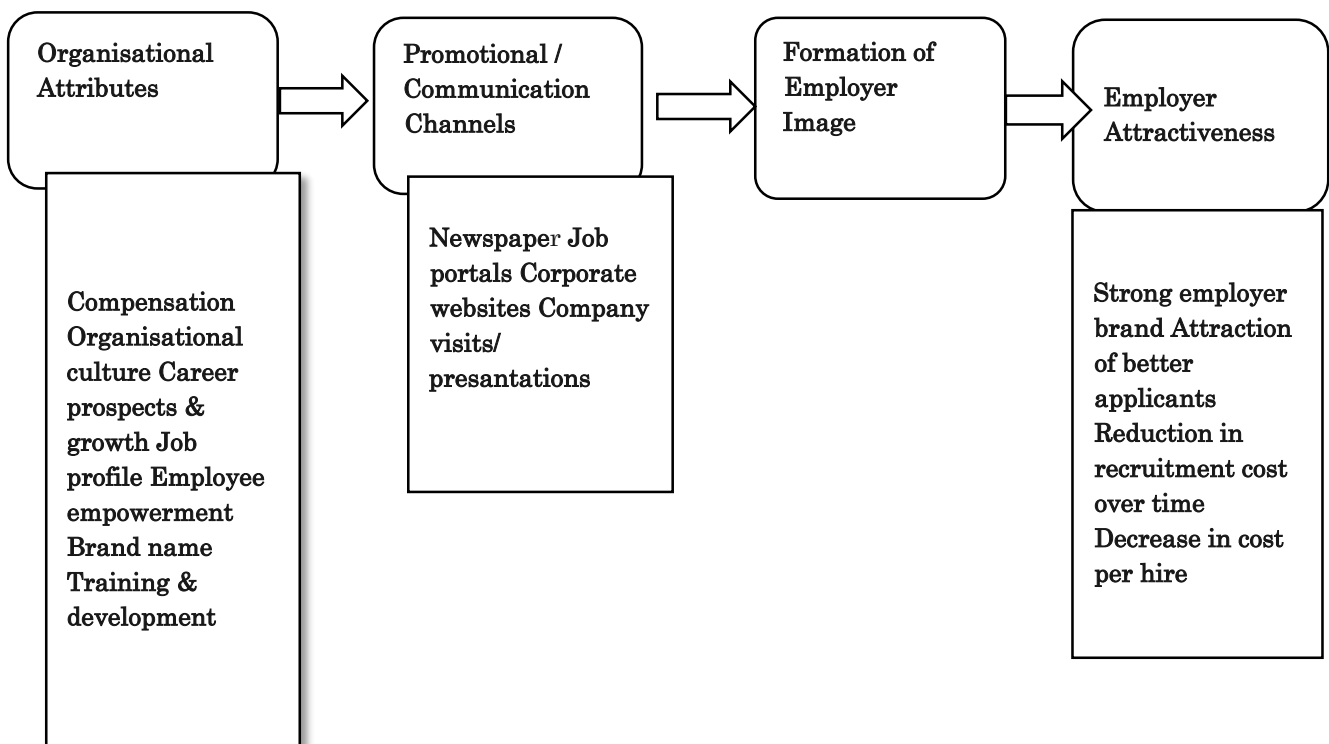 Organisational
Attributes
Promotional /
Communication
Channels
Formation of
Employer
Image
Employer
Attractiveness
Compensation
Organisational
culture Career
prospects &
growth Job
profile Employee
empowerment
Brand name
Training &
development
Newspaper Job
portals Corporate
websites Company
visits/
presantations
Strong employer
brand Attraction
of better
applicants
Reduction in
recruitment cost
over time
Decrease in cost
per hire